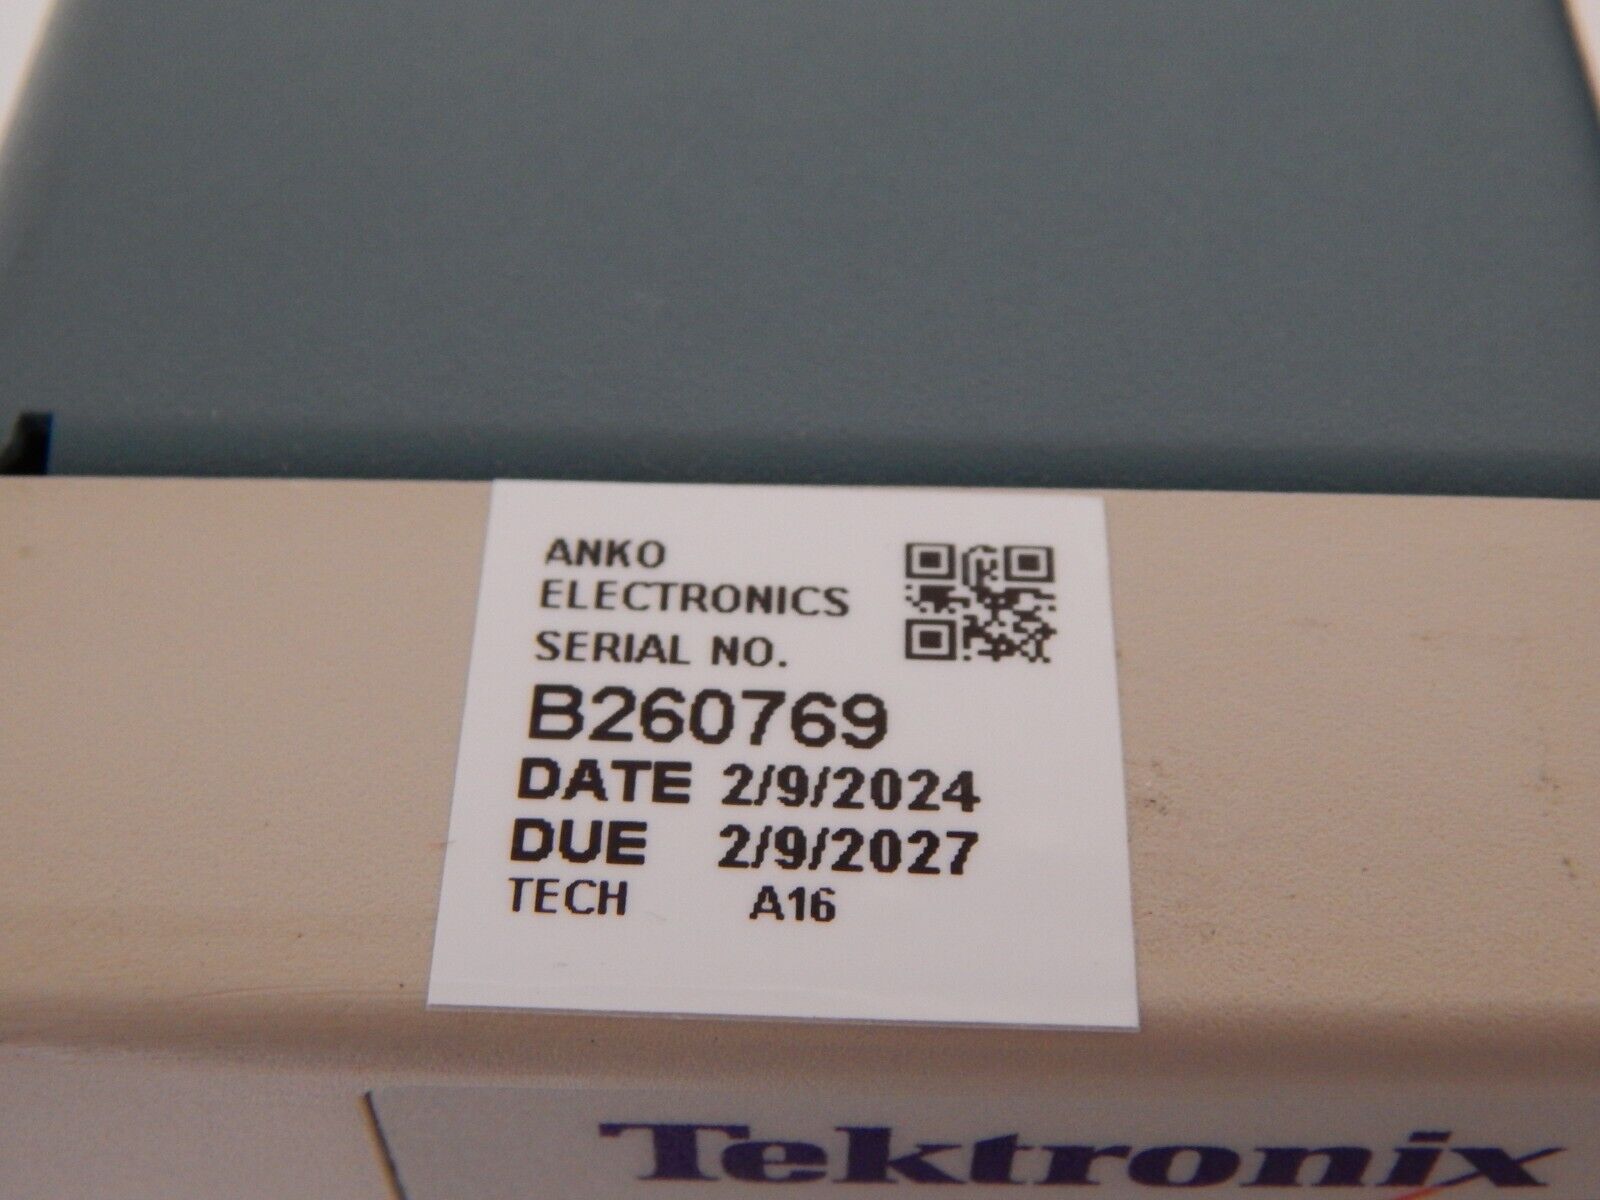 ANKO
ELECTRONICS
SERIAL NO.
B260769
DATE 2/9/2024
DUE 2/9/2027
TECH A16
Tektronix